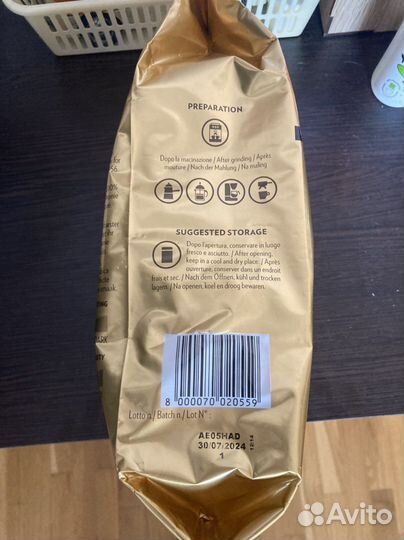 PREPARATION
Dopo la macinazione / After grinding / Après
mouture / Nach der Mahlung / Na maling
SUGGESTED STORAGE
Dopo l'apertura, conservare in luogo
fresco e asciutto. / After opening,
keep in a cool and dry place. / Après
ouverture, conserver dans un endroit
frais et sec. / Nach dem Öffnen, kühl und trocken
lagern. / Na openen, koel en droog bewaren.
8 000070 020559
Lotto n / Batch n / Lot N° :
AE05HAD
30/07/2024
1
12:14
Avito